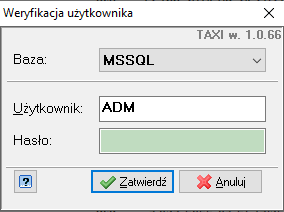 Weryfikacja użytkownika
TAXI w. 1.0.66
Baza: MSSQL
Użytkownik: ADM
Hasło:
? Zatwierdź Anuluj